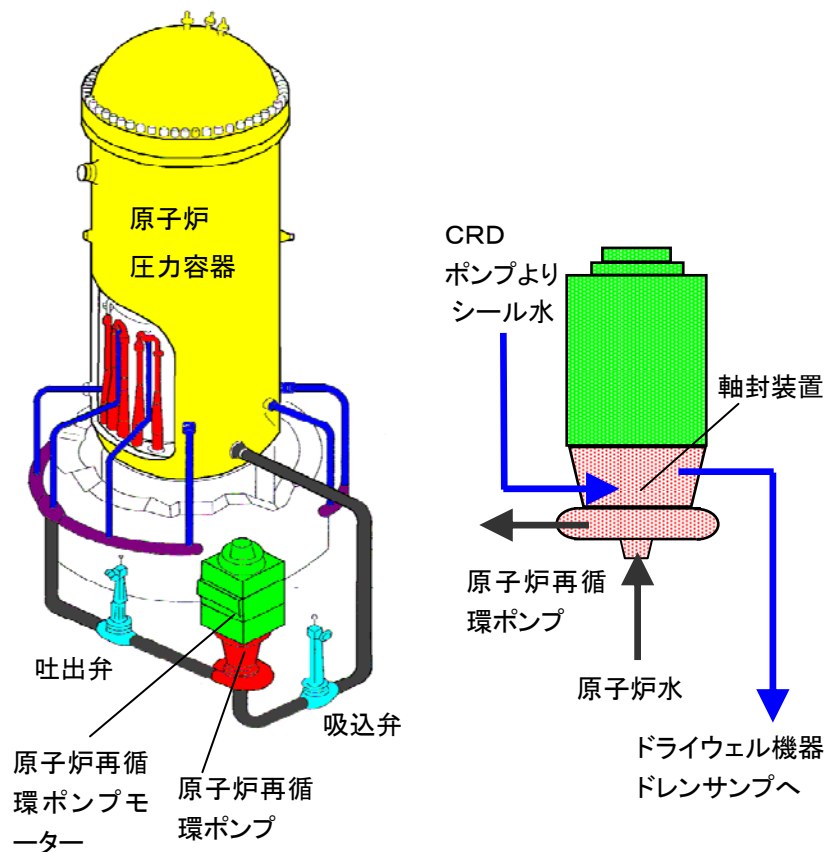 原子炉
圧力容器
吐出弁
吸込弁
原子炉再循
環ポンプモ
ーター
原子炉再循
環ポンプ
CRD
ポンプより
シール水
軸封装置
原子炉再循
環ポンプ
原子炉水
ドライウェル機器
ドレンサンプへ